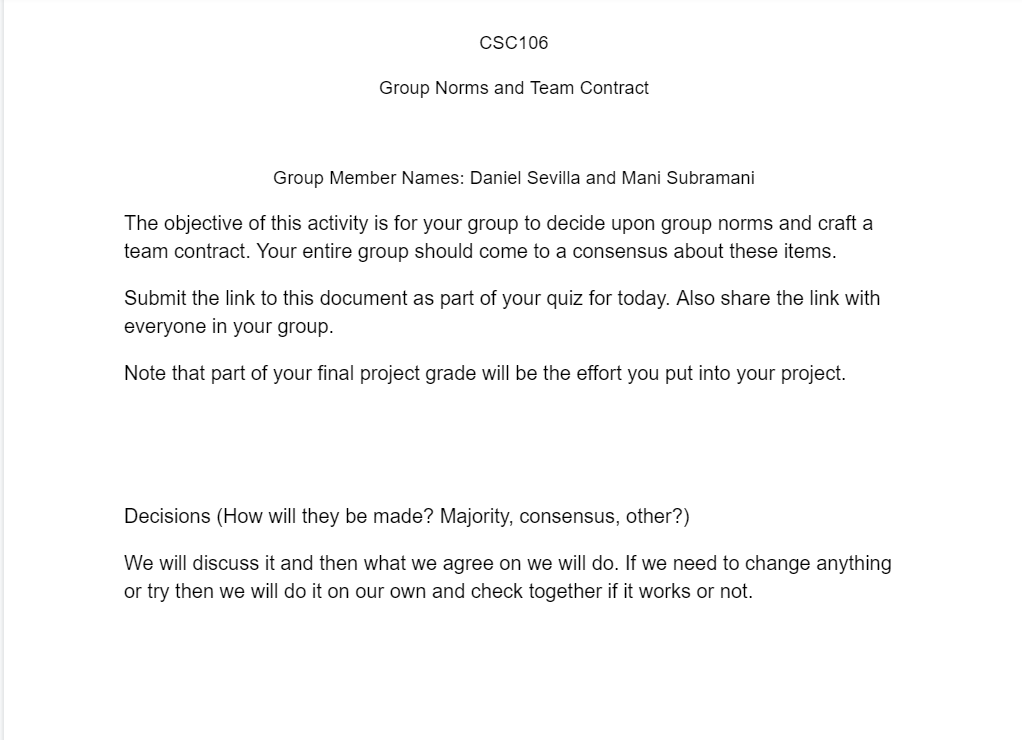 CSC106
Group Norms and Team Contract
Group Member Names: Daniel Sevilla and Mani Subramani
The objective of this activity is for your group to decide upon group norms and craft a
team contract. Your entire group should come to a consensus about these items.
Submit the link to this document as part of your quiz for today. Also share the link with
everyone in your group.
Note that part of your final project grade will be the effort you put into your project.
Decisions (How will they be made? Majority, consensus, other?)
We will discuss it and then what we agree on we will do. If we need to change anything
or try then we will do it on our own and check together if it works or not.